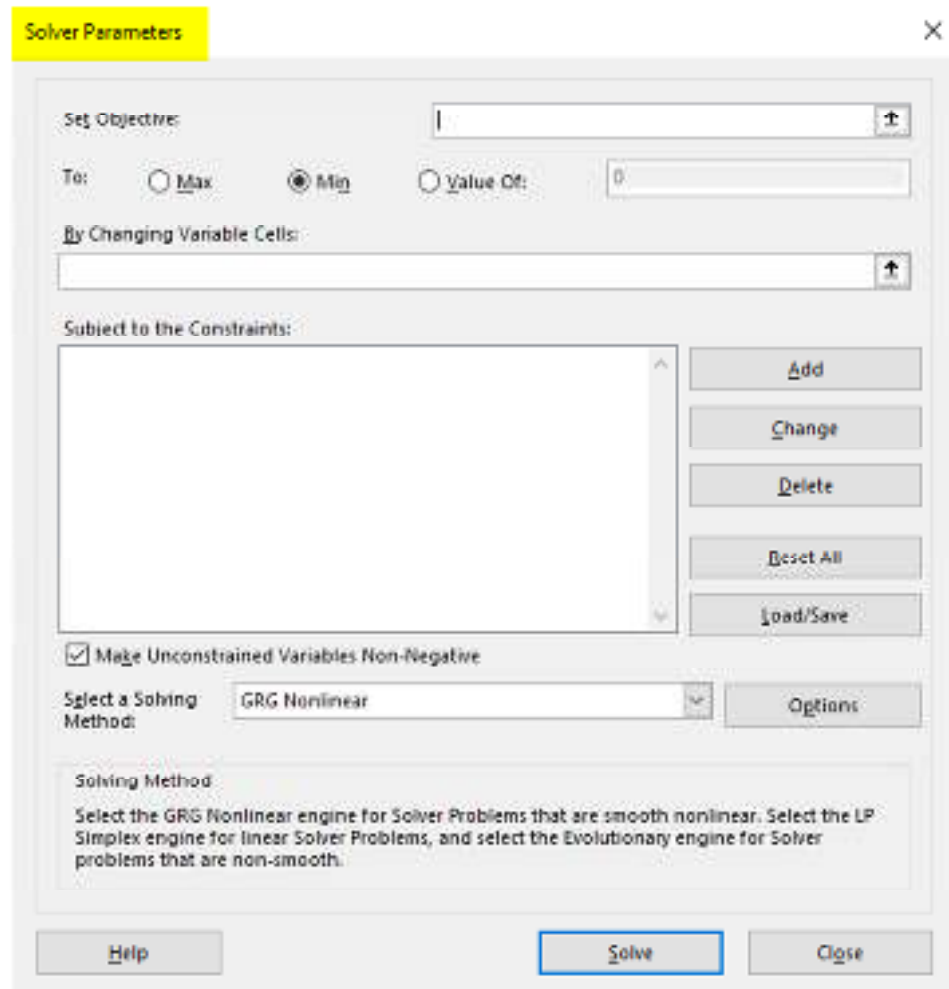 Solver Parameters
Set Objective:
To:
Max
Min
Value Of:
0
By Changing Variable Cells:
Subject to the Constraints:
Add
Change
Delete
Reset All
Load/Save
Make Unconstrained Variables Non-Negative
Select a Solving
Method:
GRG Nonlinear
Options
Solving Method
Select the GRG Nonlinear engine for Solver Problems that are smooth nonlinear. Select the LP
Simplex engine for linear Solver Problems, and select the Evolutionary engine for Solver
problems that are non-smooth.
Help
Solve
Close